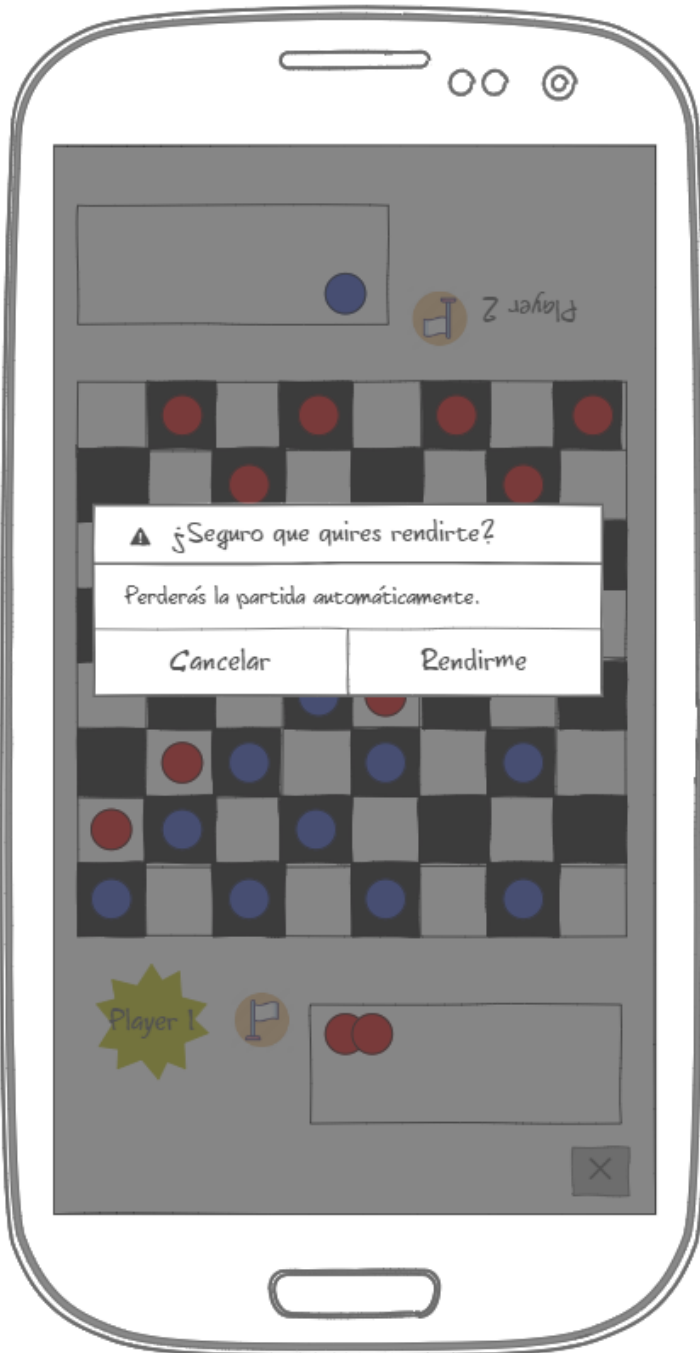 Player 2
¿Seguro que quires rendirte?
Perderás la partida automáticamente.
Cancelar
Rendirme
Player 1